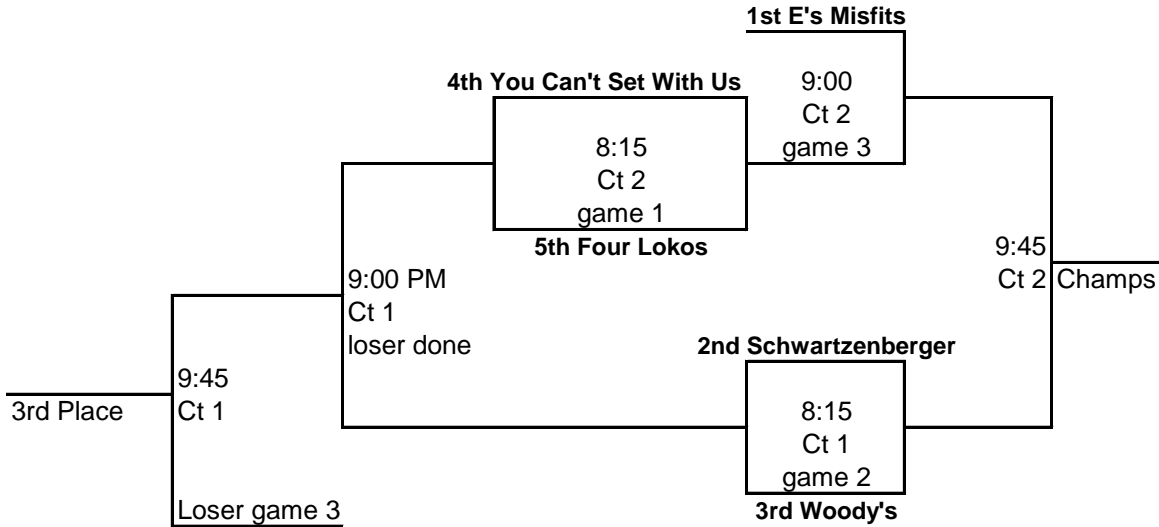 1st E's Misfits
4th You Can't Set With Us
9:00
Ct 2
game 3
8:15
Ct 2
game 1
5th Four Lokos
9:45
Ct 2
Champs
9:00 PM
Ct 1
loser done
2nd Schwartzenberger
9:45
Ct 1
3rd Place
8:15
Ct 1
game 2
Loser game 3
3rd Woody's